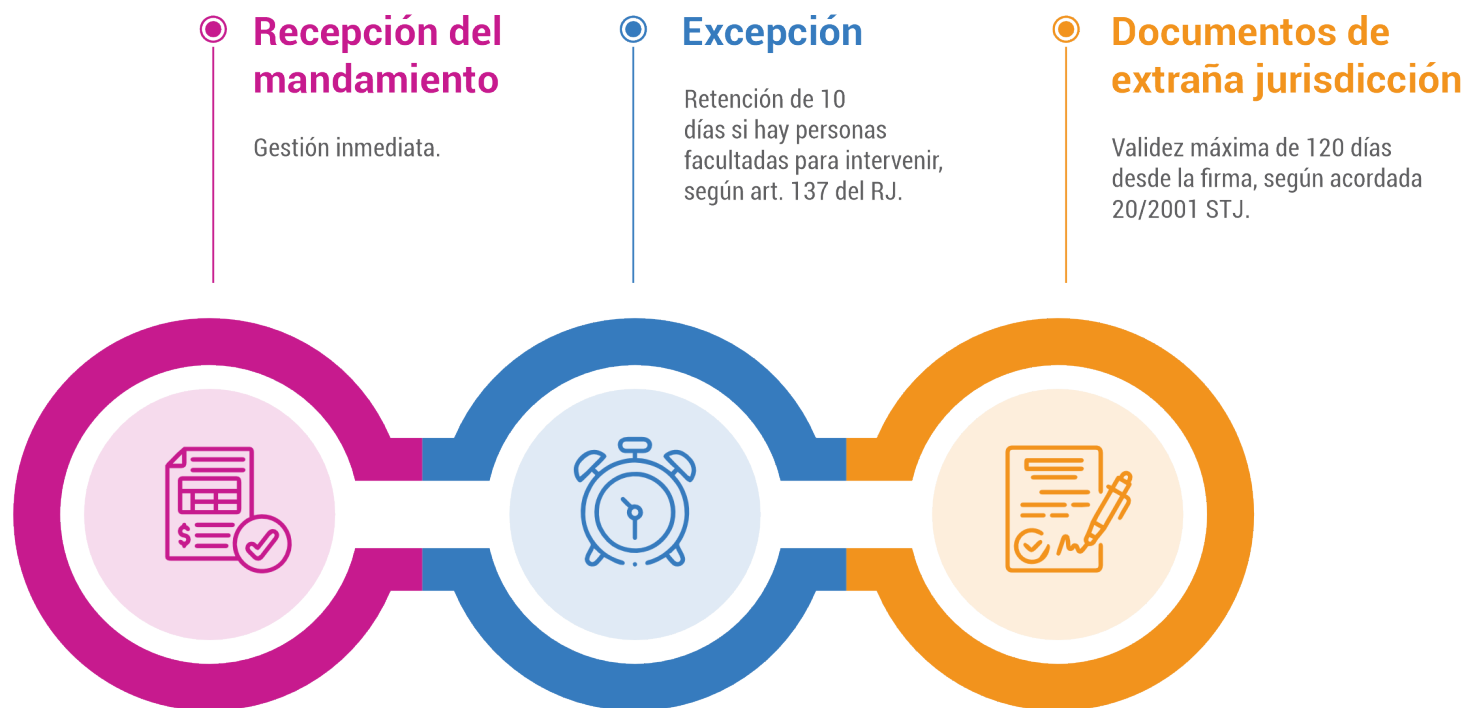 Recepción del
mandamiento
Gestión inmediata.
Excepción
Retención de 10
días si hay personas
facultadas para intervenir,
según art. 137 del RJ.
Documentos de
extraña jurisdicción
Validez máxima de 120 días
desde la firma, según acordada
20/2001 STJ.
$